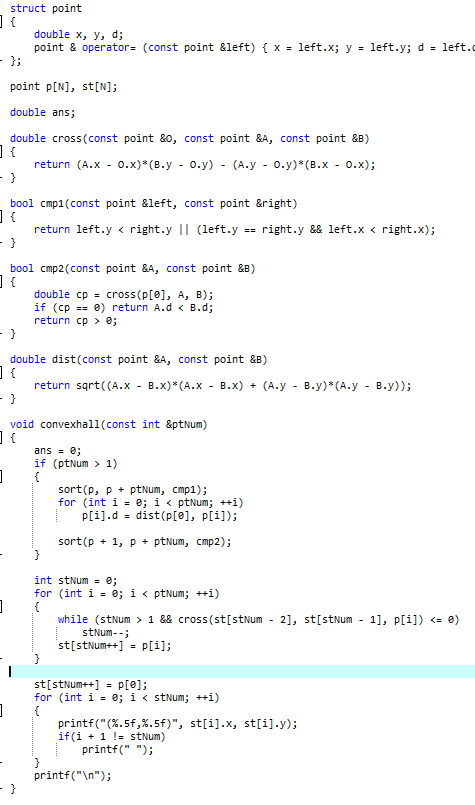 struct point
{
    double x, y, d;
    point & operator= (const point &left) { x = left.x; y = left.y; d = left.
};

point p[N], st[N];

double ans;

double cross(const point &O, const point &A, const point &B)
{
    return (A.x - O.x)*(B.y - O.y) - (A.y - O.y)*(B.x - O.x);
}

bool cmp1(const point &left, const point &right)
{
    return left.y < right.y || (left.y == right.y && left.x < right.x);
}

bool cmp2(const point &A, const point &B)
{
    double cp = cross(p[0], A, B);
    if (cp == 0) return A.d < B.d;
    return cp > 0;
}

double dist(const point &A, const point &B)
{
    return sqrt((A.x - B.x)*(A.x - B.x) + (A.y - B.y)*(A.y - B.y));
}

void convexhall(const int &ptNum)
{
    ans = 0;
    if (ptNum > 1)
    {
        sort(p, p + ptNum, cmp1);
        for (int i = 0; i < ptNum; ++i)
            p[i].d = dist(p[0], p[i]);

        sort(p + 1, p + ptNum, cmp2);
    }

    int stNum = 0;
    for (int i = 0; i < ptNum; ++i)
    {
        while (stNum > 1 && cross(st[stNum - 2], st[stNum - 1], p[i]) <= 0)
            stNum--;
        st[stNum++] = p[i];
    }

    st[stNum++] = p[0];
    for (int i = 0; i < stNum; ++i)
    {
        printf("(%.5f,%.5f)", st[i].x, st[i].y);
        if(i + 1 != stNum)
            printf(" ");
    }
    printf("\n");
}